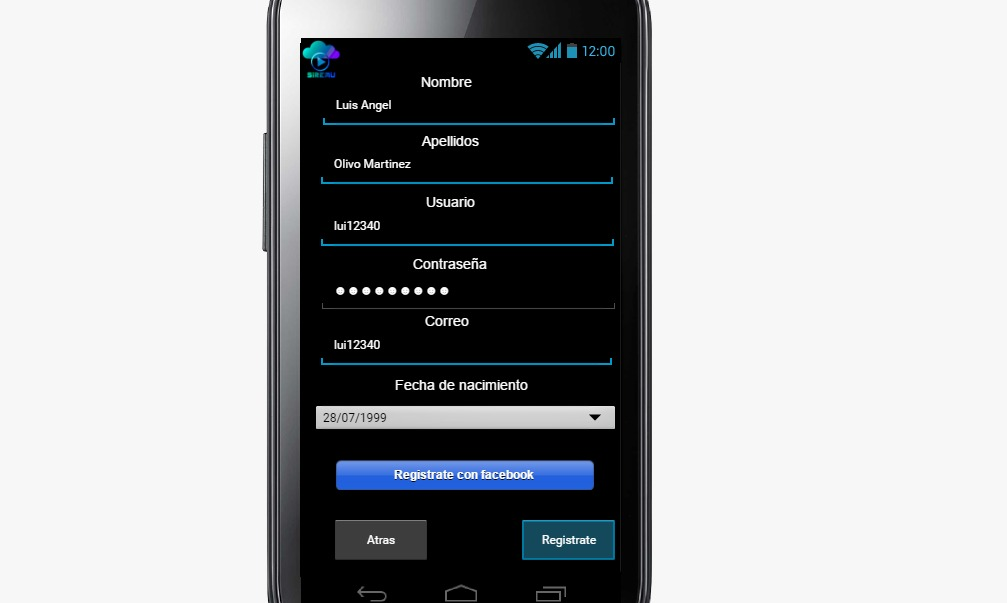 12:00
Nombre
Luis Angel
Apellidos
Olivo Martinez
Usuario
lui12340
Contraseña
Correo
lui12340
Fecha de nacimiento
28/07/1999
Registrate con facebook
Atras
Registrate